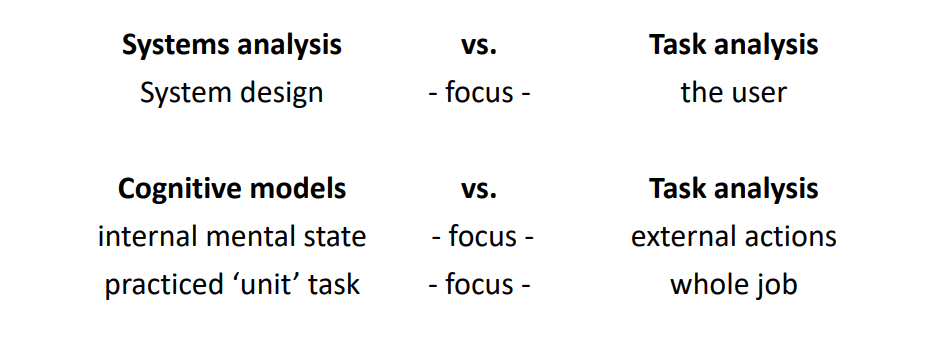 Systems analysis vs. Task analysis
System design - focus - the user
Cognitive models vs. Task analysis
internal mental state - focus - external actions
practiced ‘unit’ task - focus - whole job